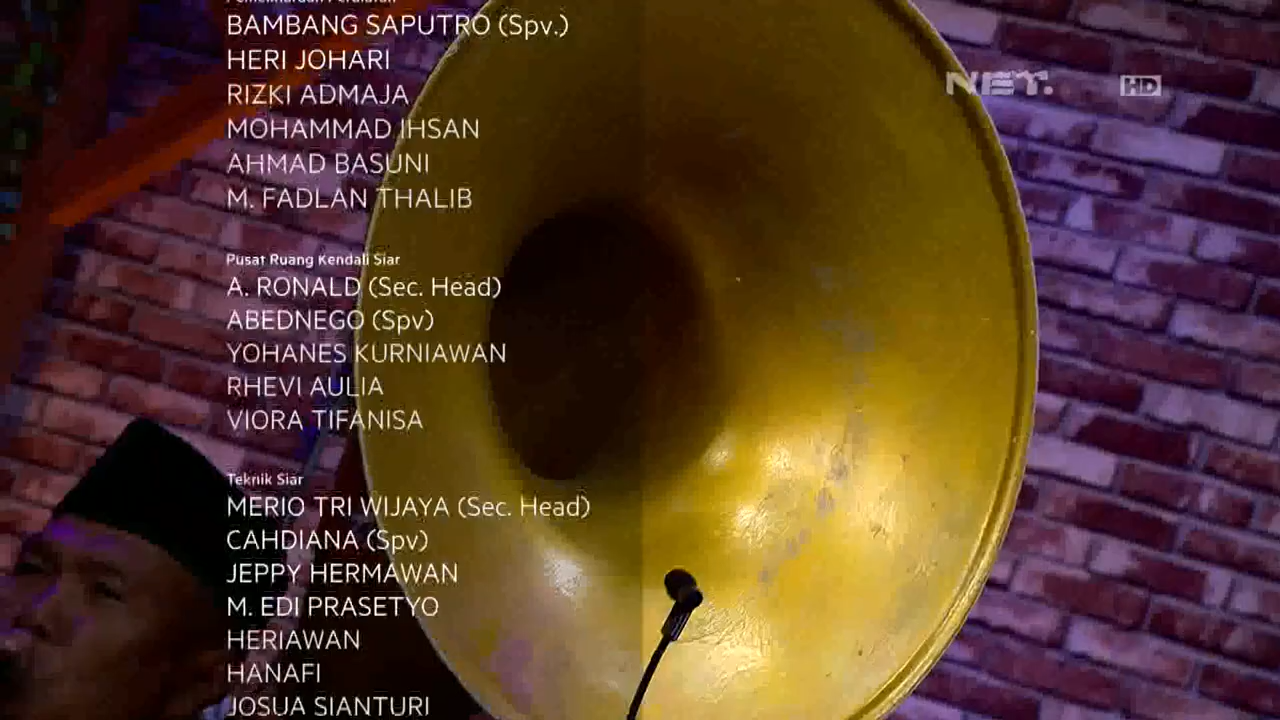 BAMBANG SAPUTRO (Spv.)
HERI JOHARI
RIZKI ADMAJA
MOHAMMAD IHSAN
AHMAD BASUNI
M. FADLAN THALIB
NET.
HD
Pusat Ruang Kendali Siar
A. RONALD (Sec. Head)
ABEDNEGO (Spv)
YOHANES KURNIAWAN
RHEVI AULIA
VIORA TIFANISA
Teknik Siar
MERIO TRI WIJAYA (Sec. Head)
CAHDIANA (Spv)
JEPPY HERMAWAN
M. EDI PRASETYO
HERIAWAN
HANAFI
JOSUA SIANTURI